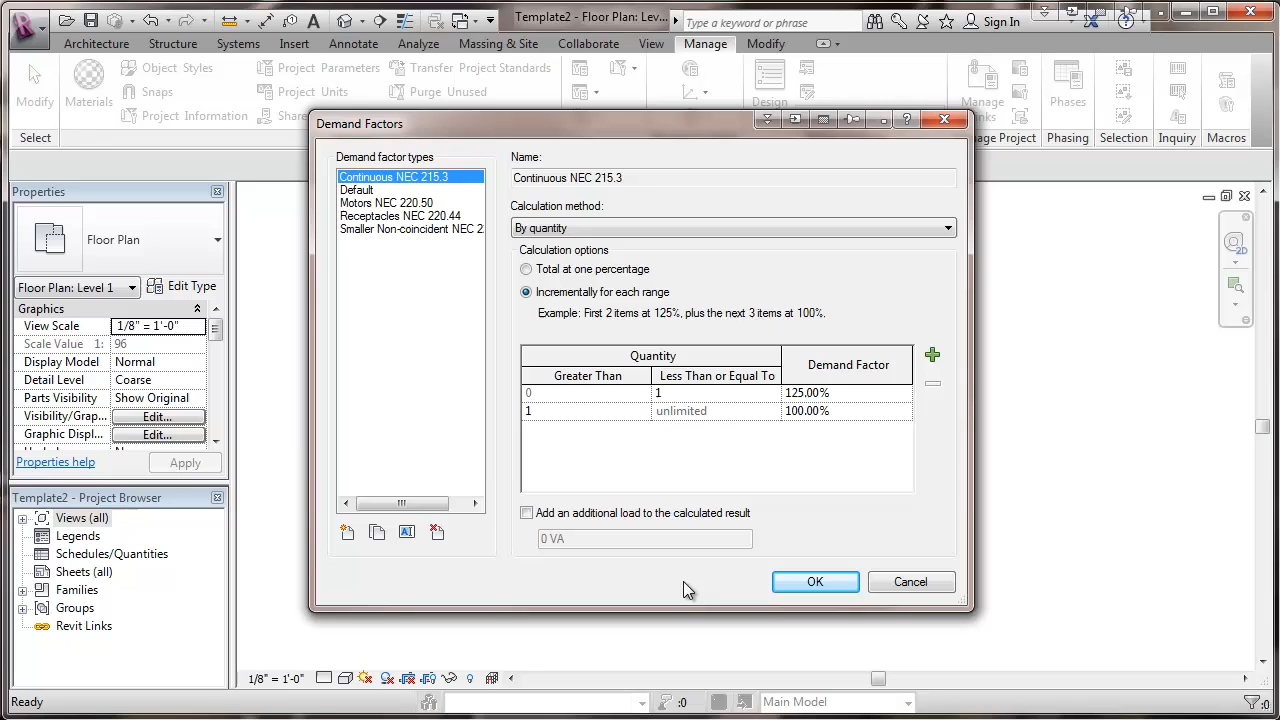 Template2 - Floor Plan: Lev...
Type a keyword or phrase
Sign In
Architecture
Structure
Systems
Insert
Annotate
Analyze
Massing & Site
Collaborate
View
Manage
Modify
Modify
Materials
Object Styles
Snaps
Project Information
Project Parameters
Project Units
Transfer Project Standards
Purge Unused
Design
Manage
Links
Phases
Select
Phasing
Selection
Inquiry
Macros
Properties
Floor Plan
Floor Plan: Level 1
Edit Type
Graphics
View Scale 1/8" = 1'-0"
Scale Value 1: 96
Display Model Normal
Detail Level Coarse
Parts Visibility Show Original
Visibility/Grap... Edit...
Graphic Displ... Edit...
Properties help
Apply
Template2 - Project Browser
Views (all)
Legends
Schedules/Quantities
Sheets (all)
Families
Groups
Revit Links
Demand Factors
Demand factor types
Continuous NEC 215.3
Default
Motors NEC 220.50
Receptacles NEC 220.44
Smaller Non-coincident NEC 2
Name:
Continuous NEC 215.3
Calculation method:
By quantity
Calculation options
Total at one percentage
Incrementally for each range
Example: First 2 items at 125%, plus the next 3 items at 100%.
Quantity
Demand Factor
Greater Than Less Than or Equal To
0 1 125.00%
1 unlimited 100.00%
Add an additional load to the calculated result
0 VA
OK
Cancel
1/8" = 1'-0"
Ready
:0
Main Model
:0